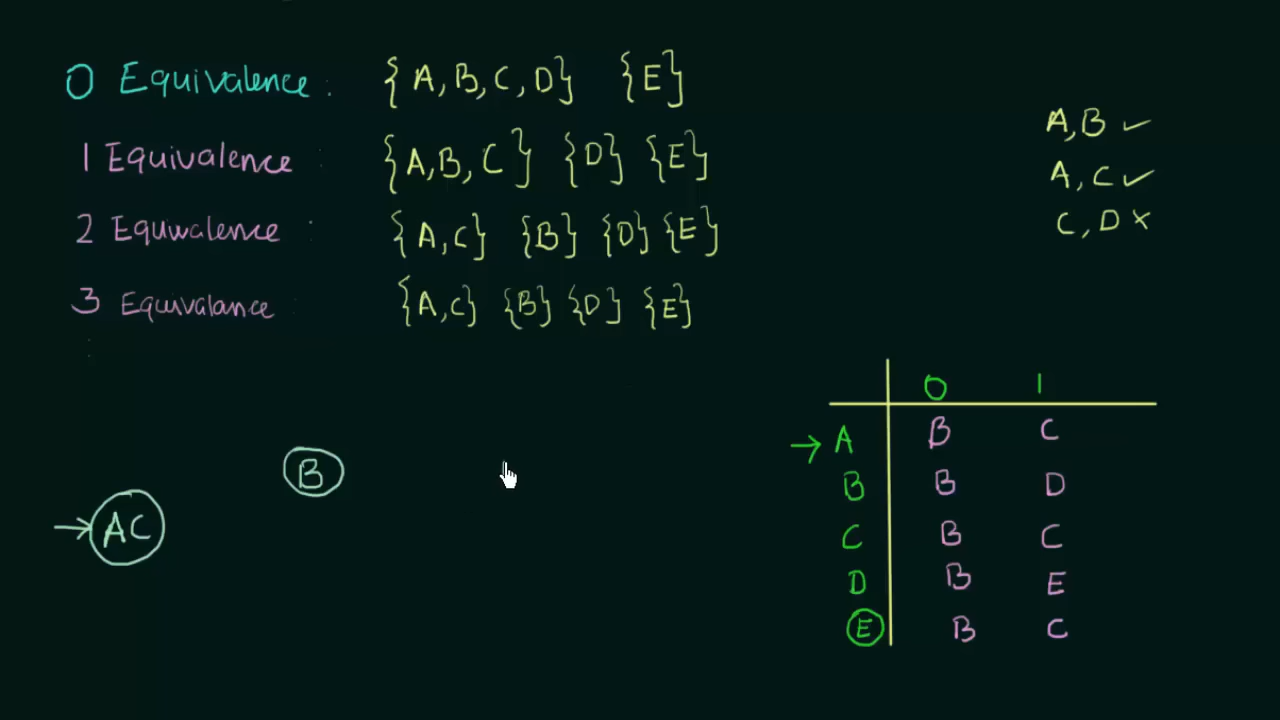 0 Equivalence : {A, B, C, D} {E}
1 Equivalence : {A, B, C} {D} {E}
2 Equivalence : {A, C} {B} {D} {E}
3 Equivalance {A, C} {B} {D} {E}
A, B ✓
A, C ✓
C, D ×
0 1
→ A B C
B B D
C B C
D B E
E B C
B
→ AC